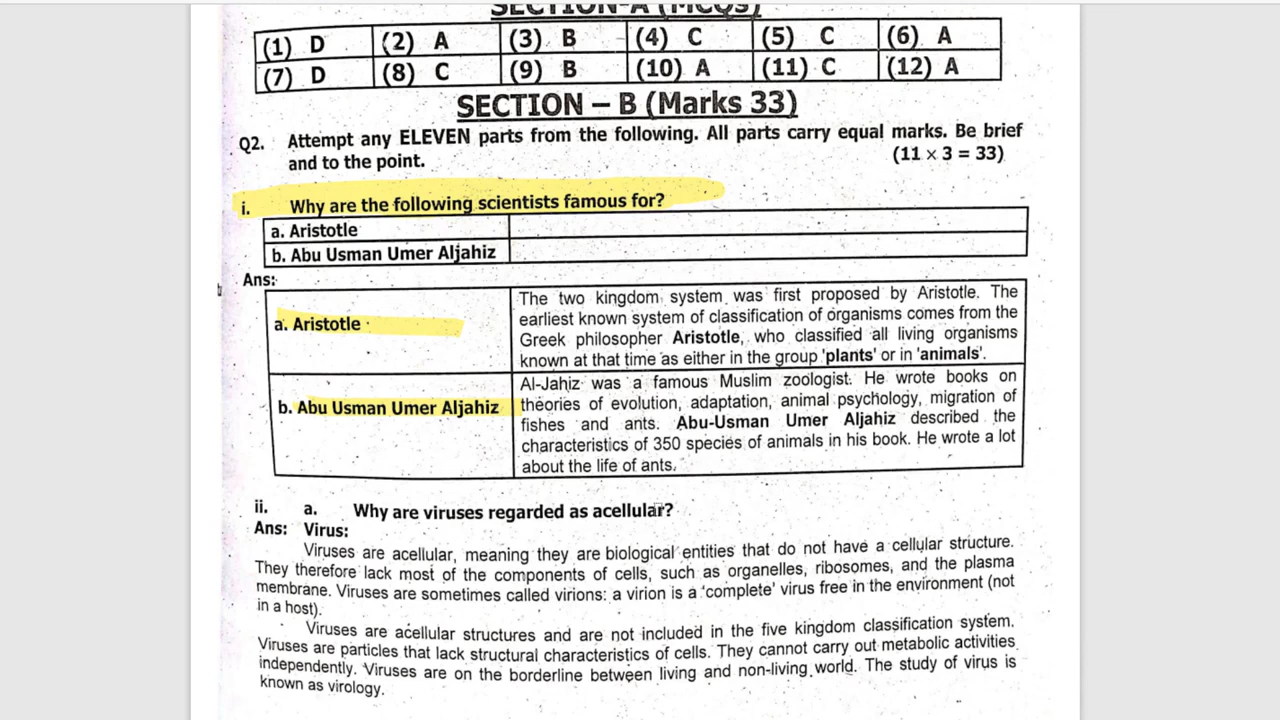 SECTION-A (MCQs)
(1) D (2) A (3) B (4) C (5) C (6) A
(7) D (8) C (9) B (10) A (11) C (12) A
SECTION – B (Marks 33)
Q2. Attempt any ELEVEN parts from the following. All parts carry equal marks. Be brief
and to the point. (11 × 3 = 33)
i. Why are the following scientists famous for?
a. Aristotle
b. Abu Usman Umer Aljahiz
Ans:
a. Aristotle
The two kingdom system was first proposed by Aristotle. The
earliest known system of classification of organisms comes from the
Greek philosopher Aristotle, who classified all living organisms
known at that time as either in the group 'plants' or in 'animals'.
b. Abu Usman Umer Aljahiz
Al-Jahiz was a famous Muslim zoologist. He wrote books on
theories of evolution, adaptation, animal psychology, migration of
fishes and ants. Abu-Usman Umer Aljahiz described the
characteristics of 350 species of animals in his book. He wrote a lot
about the life of ants.
ii. a. Why are viruses regarded as acellular?
Ans: Virus:
Viruses are acellular, meaning they are biological entities that do not have a cellular structure.
They therefore lack most of the components of cells, such as organelles, ribosomes, and the plasma
membrane. Viruses are sometimes called virions: a virion is a 'complete' virus free in the environment (not
in a host).
Viruses are acellular structures and are not included in the five kingdom classification system.
Viruses are particles that lack structural characteristics of cells. They cannot carry out metabolic activities
independently. Viruses are on the borderline between living and non-living world. The study of virus is
known as virology.